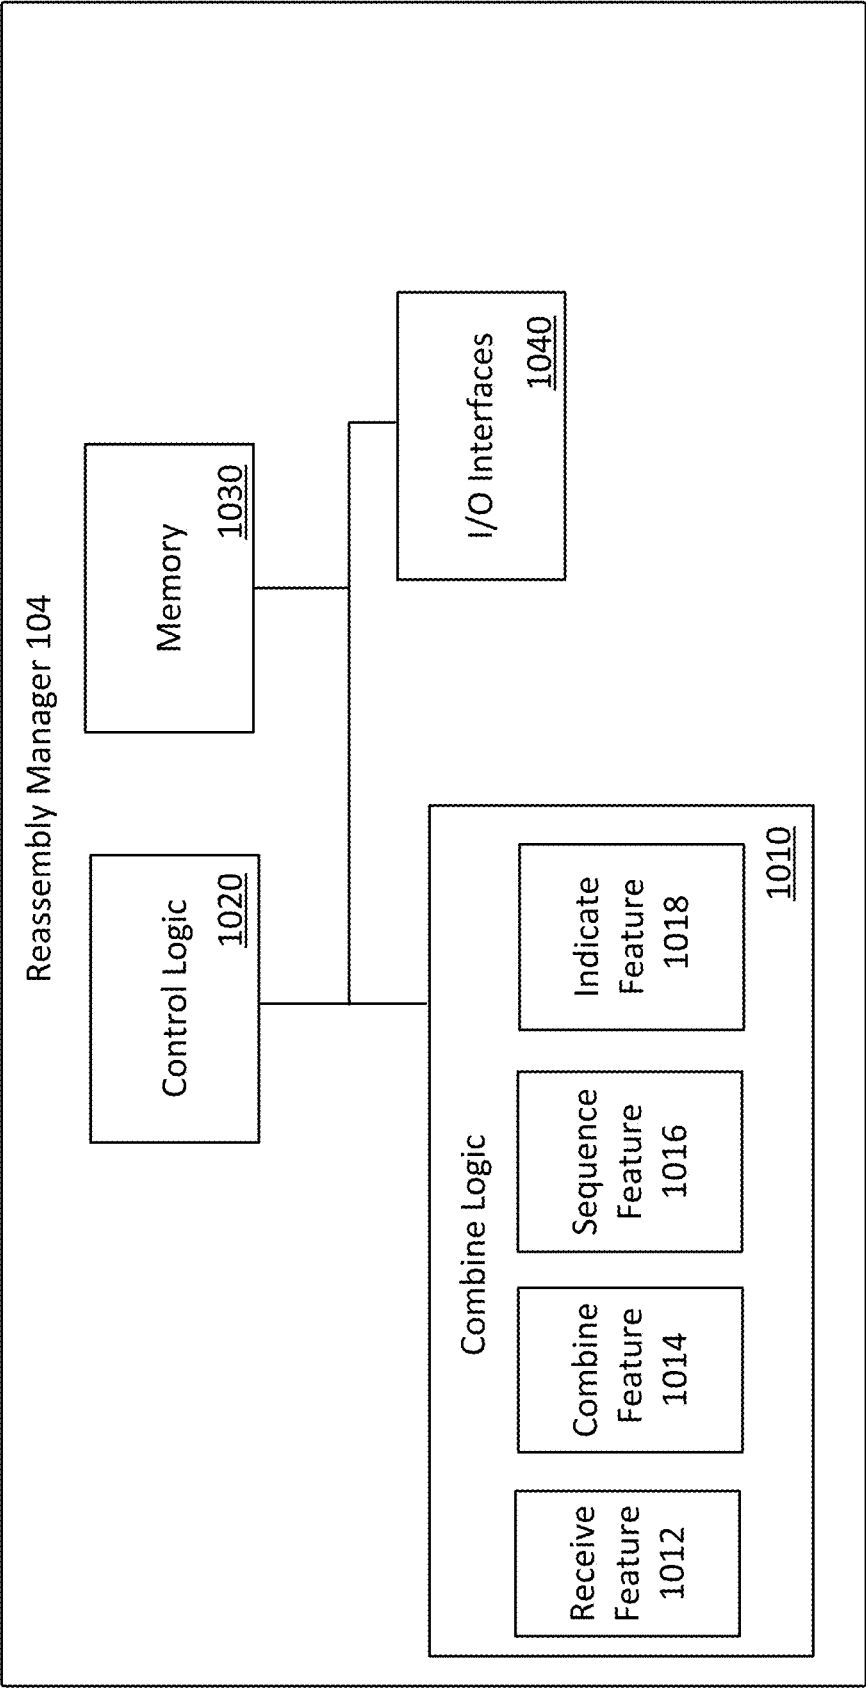 Reassembly Manager 104
Control Logic
1020
Memory
1030
I/O Interfaces
1040
Combine Logic
Receive
Feature
1012
Combine
Feature
1014
Sequence
Feature
1016
Indicate
Feature
1018
1010